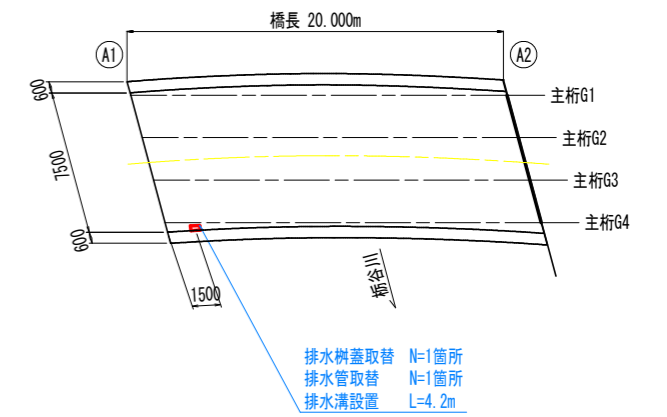 橋長 20.000m
A1
A2
600
主桁G1
主桁G2
7500
主桁G3
主桁G4
600
栃谷川
1500
排水桝蓋取替 N=1箇所
排水管取替 N=1箇所
排水溝設置 L=4.2m